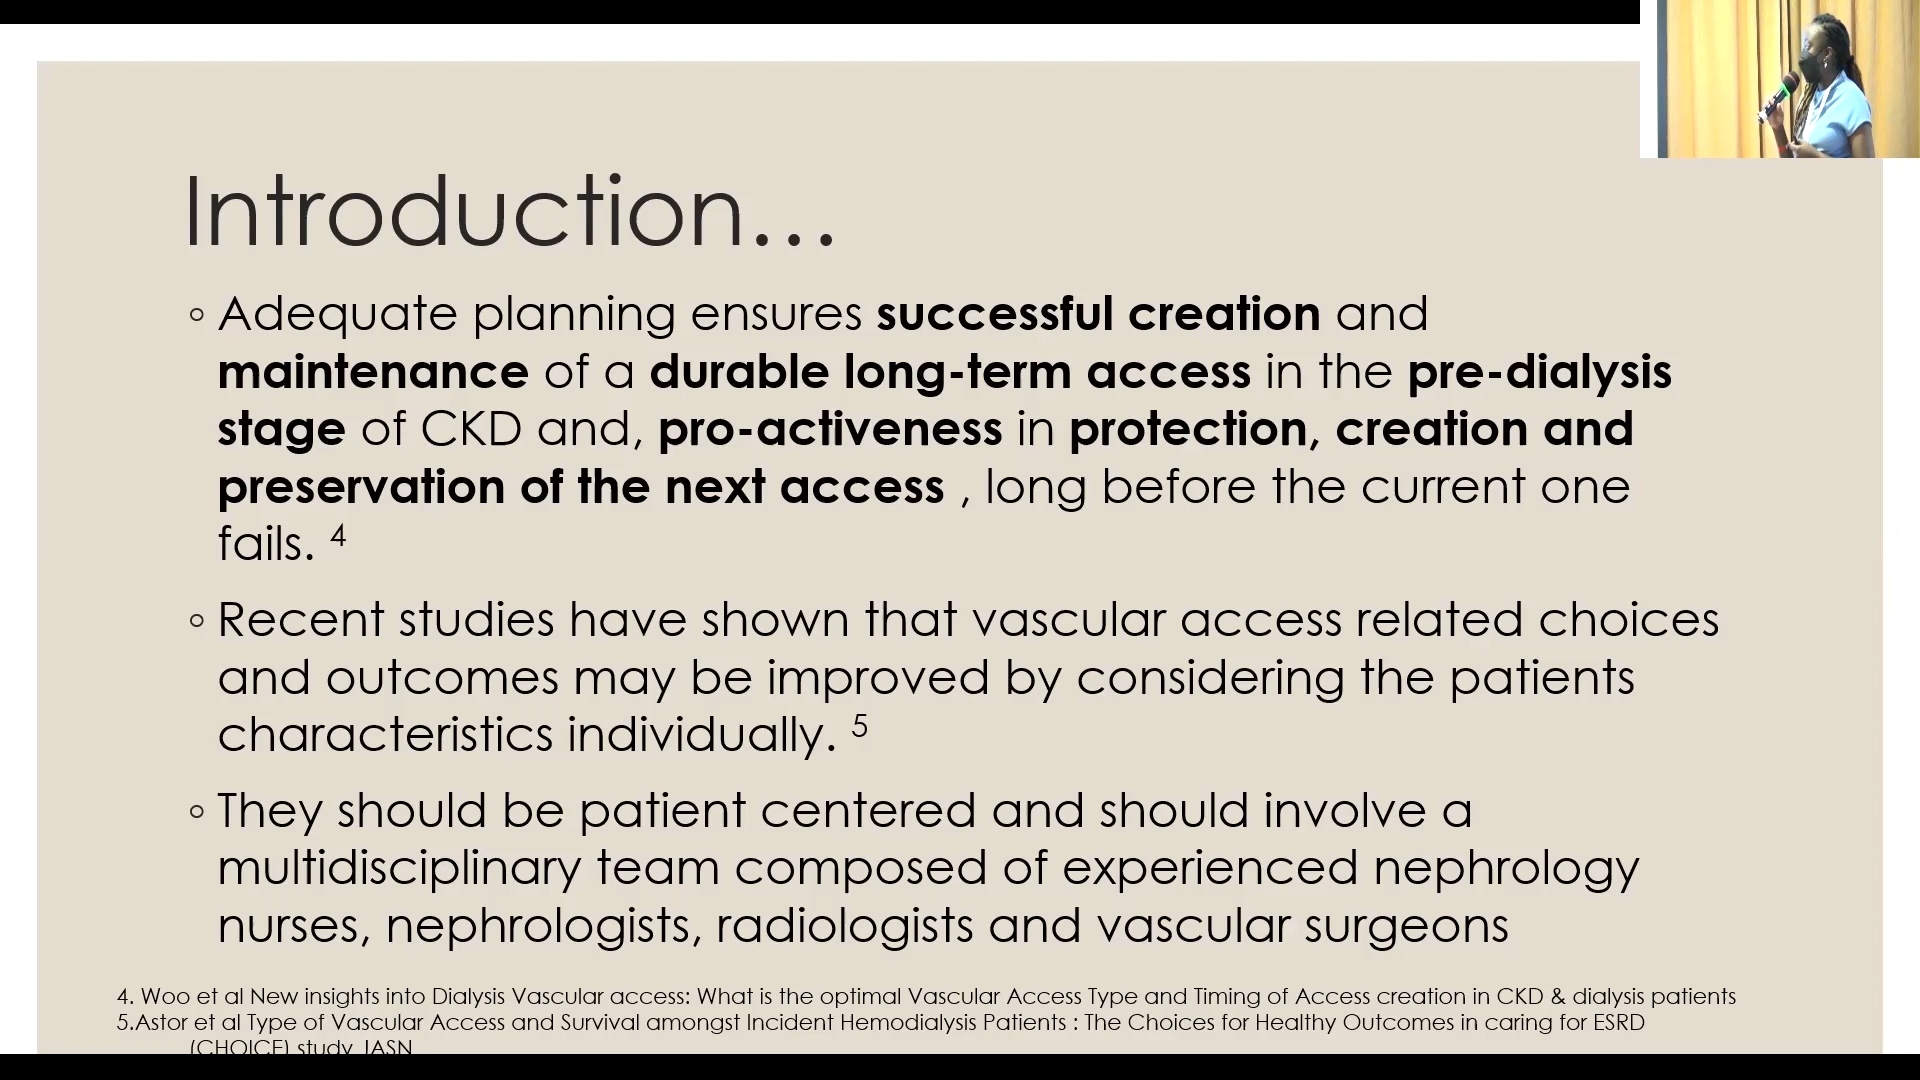 Introduction...
◦ Adequate planning ensures successful creation and
maintenance of a durable long-term access in the pre-dialysis
stage of CKD and, pro-activeness in protection, creation and
preservation of the next access , long before the current one
fails. 4
◦ Recent studies have shown that vascular access related choices
and outcomes may be improved by considering the patients
characteristics individually. 5
◦ They should be patient centered and should involve a
multidisciplinary team composed of experienced nephrology
nurses, nephrologists, radiologists and vascular surgeons
4. Woo et al New insights into Dialysis Vascular access: What is the optimal Vascular Access Type and Timing of Access creation in CKD & dialysis patients
5.Astor et al Type of Vascular Access and Survival amongst Incident Hemodialysis Patients : The Choices for Healthy Outcomes in caring for ESRD
(CHOICE) study JASN